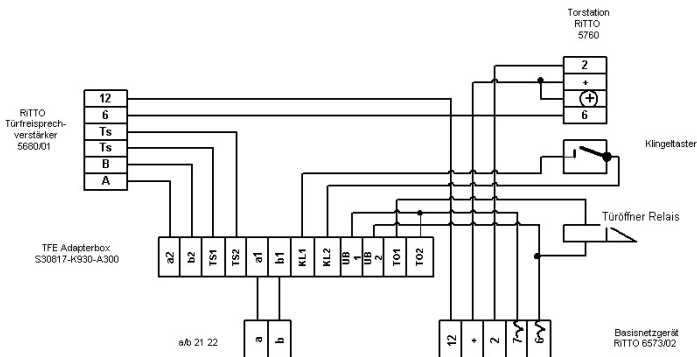 Torstation
RiTTO
5760
2
+
+
6
RiTTO
Türfreisprech-
verstärker
5680/01
12
6
Ts
Ts
B
A
Klingeltaster
Türöffner Relais
TFE Adapterbox
S30817-K930-A300
a2
b2
TS1
TS2
a1
b1
KL1
KL2
UB 1
UB 2
TO1
TO2
a/b 21 22
a
b
12
+
2
7~
6~
Basisnetzgerät
RiTTO 6573/02